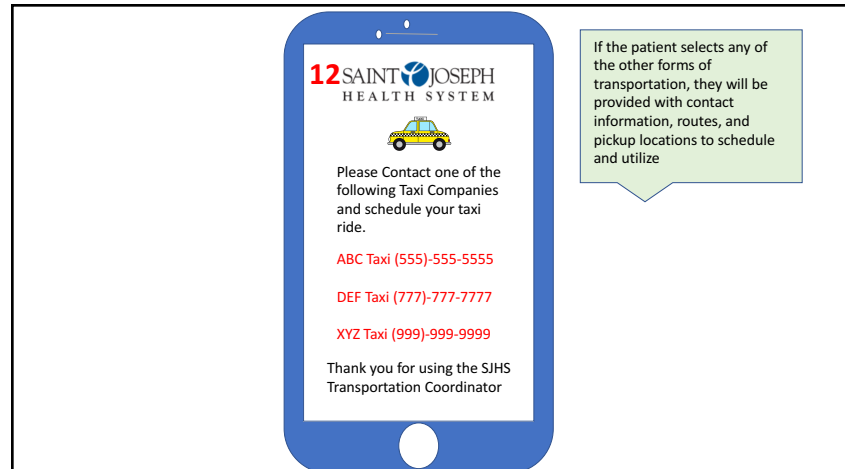 12 SAINT JOSEPH
HEALTH SYSTEM
TAXI
Please Contact one of the
following Taxi Companies
and schedule your taxi
ride.
ABC Taxi (555)-555-5555
DEF Taxi (777)-777-7777
XYZ Taxi (999)-999-9999
Thank you for using the SJHS
Transportation Coordinator
If the patient selects any of
the other forms of
transportation, they will be
provided with contact
information, routes, and
pickup locations to schedule
and utilize